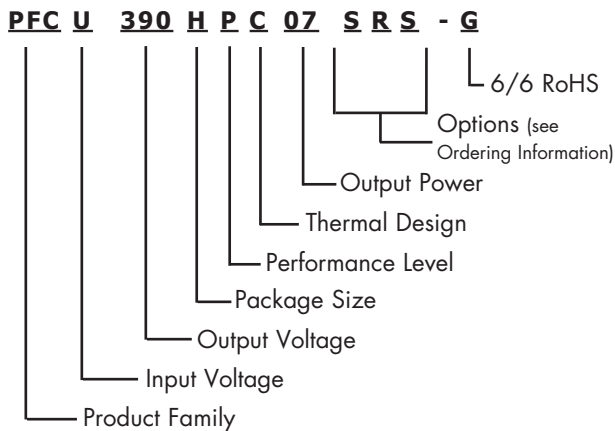 PFC U 390 H P C 07 S R S - G
6/6 RoHS
Options (see
Ordering Information)
Output Power
Thermal Design
Performance Level
Package Size
Output Voltage
Input Voltage
Product Family